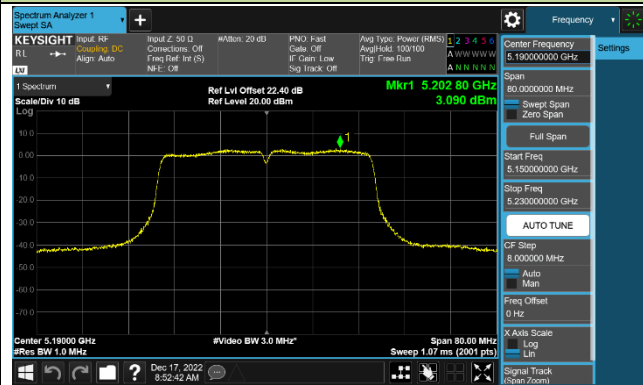 Spectrum Analyzer 1
Swept SA
+
Frequency
KEYSIGHT
RL
LXI
Input: RF
Coupling: DC
Align: Auto
Input Z: 50 Ω
Corrections: Off
Freq Ref: Int (S)
NFE: Off
#Atten: 20 dB
PNO: Fast
Gate: Off
IF Gain: Low
Sig Track: Off
Avg Type: Power (RMS)
Avg|Hold: 100/100
Trig: Free Run
1 2 3 4 5 6
A W W W W W
A N N N N N
1 Spectrum
Scale/Div 10 dB
Log
Ref Lvl Offset 22.40 dB
Ref Level 20.00 dBm
Mkr1 5.202 80 GHz
3.090 dBm
10.0
0.00
-10.0
-20.0
-30.0
-40.0
-50.0
-60.0
-70.0
1
Center 5.19000 GHz
#Res BW 1.0 MHz
#Video BW 3.0 MHz*
Span 80.00 MHz
Sweep 1.07 ms (2001 pts)
Dec 17, 2022
8:52:42 AM
Center Frequency
5.190000000 GHz
Span
80.0000000 MHz
Swept Span
Zero Span
Full Span
Start Freq
5.150000000 GHz
Stop Freq
5.230000000 GHz
AUTO TUNE
CF Step
8.000000 MHz
Auto
Man
Freq Offset
0 Hz
X Axis Scale
Log
Lin
Signal Track
(Span Zoom)
Settings